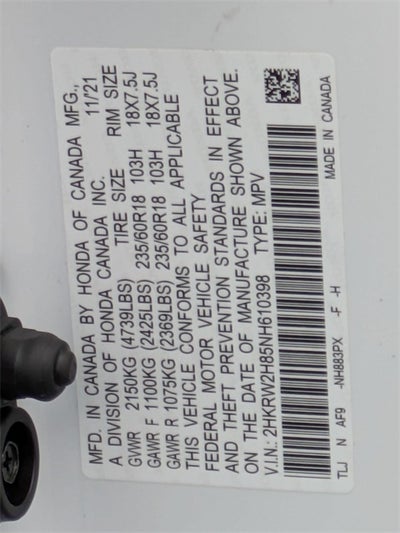 MFD. IN CANADA BY HONDA OF CANADA MFG.,
A DIVISION OF HONDA CANADA INC. 11/'21
GVWR 2150KG (4739LBS) TIRE SIZE RIM SIZE
GAWR F 1100KG (2425LBS) 235/60R18 103H 18X7.5J
GAWR R 1075KG (2369LBS) 235/60R18 103H 18X7.5J
THIS VEHICLE CONFORMS TO ALL APPLICABLE
FEDERAL MOTOR VEHICLE SAFETY
AND THEFT PREVENTION STANDARDS IN EFFECT
ON THE DATE OF MANUFACTURE SHOWN ABOVE.
V.I.N.: 2HKRW2H85NH610398 TYPE: MPV
MADE IN CANADA
TLJ N AF9 -NH883PX -F -H